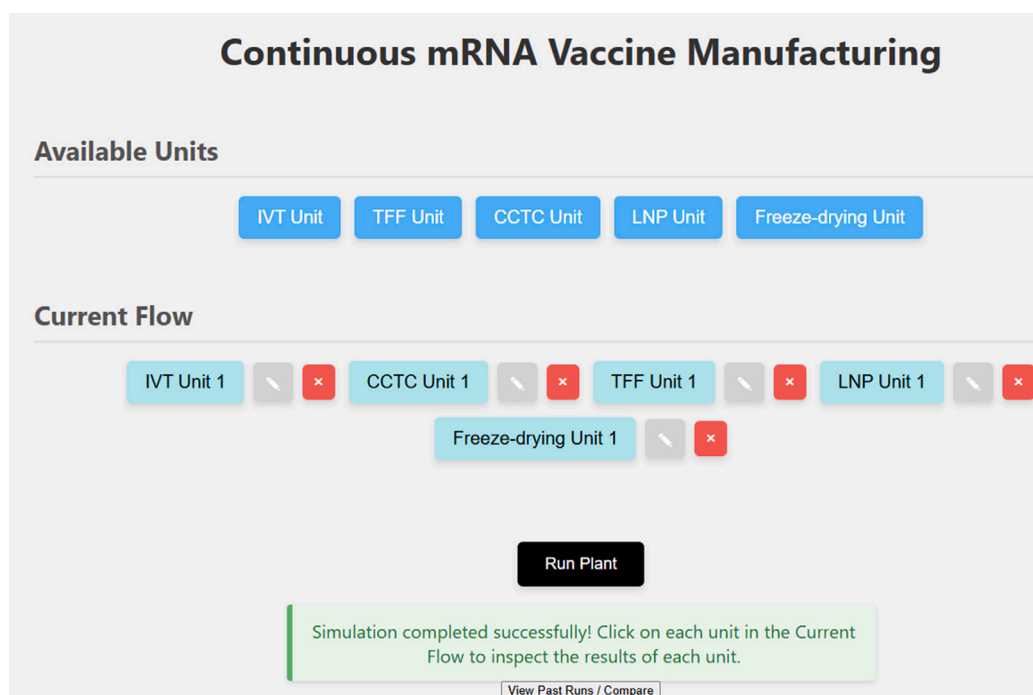 Continuous mRNA Vaccine Manufacturing
Available Units
IVT Unit TFF Unit CCTC Unit LNP Unit Freeze-drying Unit
Current Flow
IVT Unit 1 × CCTC Unit 1 × TFF Unit 1 × LNP Unit 1 ×
Freeze-drying Unit 1 ×
Run Plant
Simulation completed successfully! Click on each unit in the Current
Flow to inspect the results of each unit.
View Past Runs / Compare